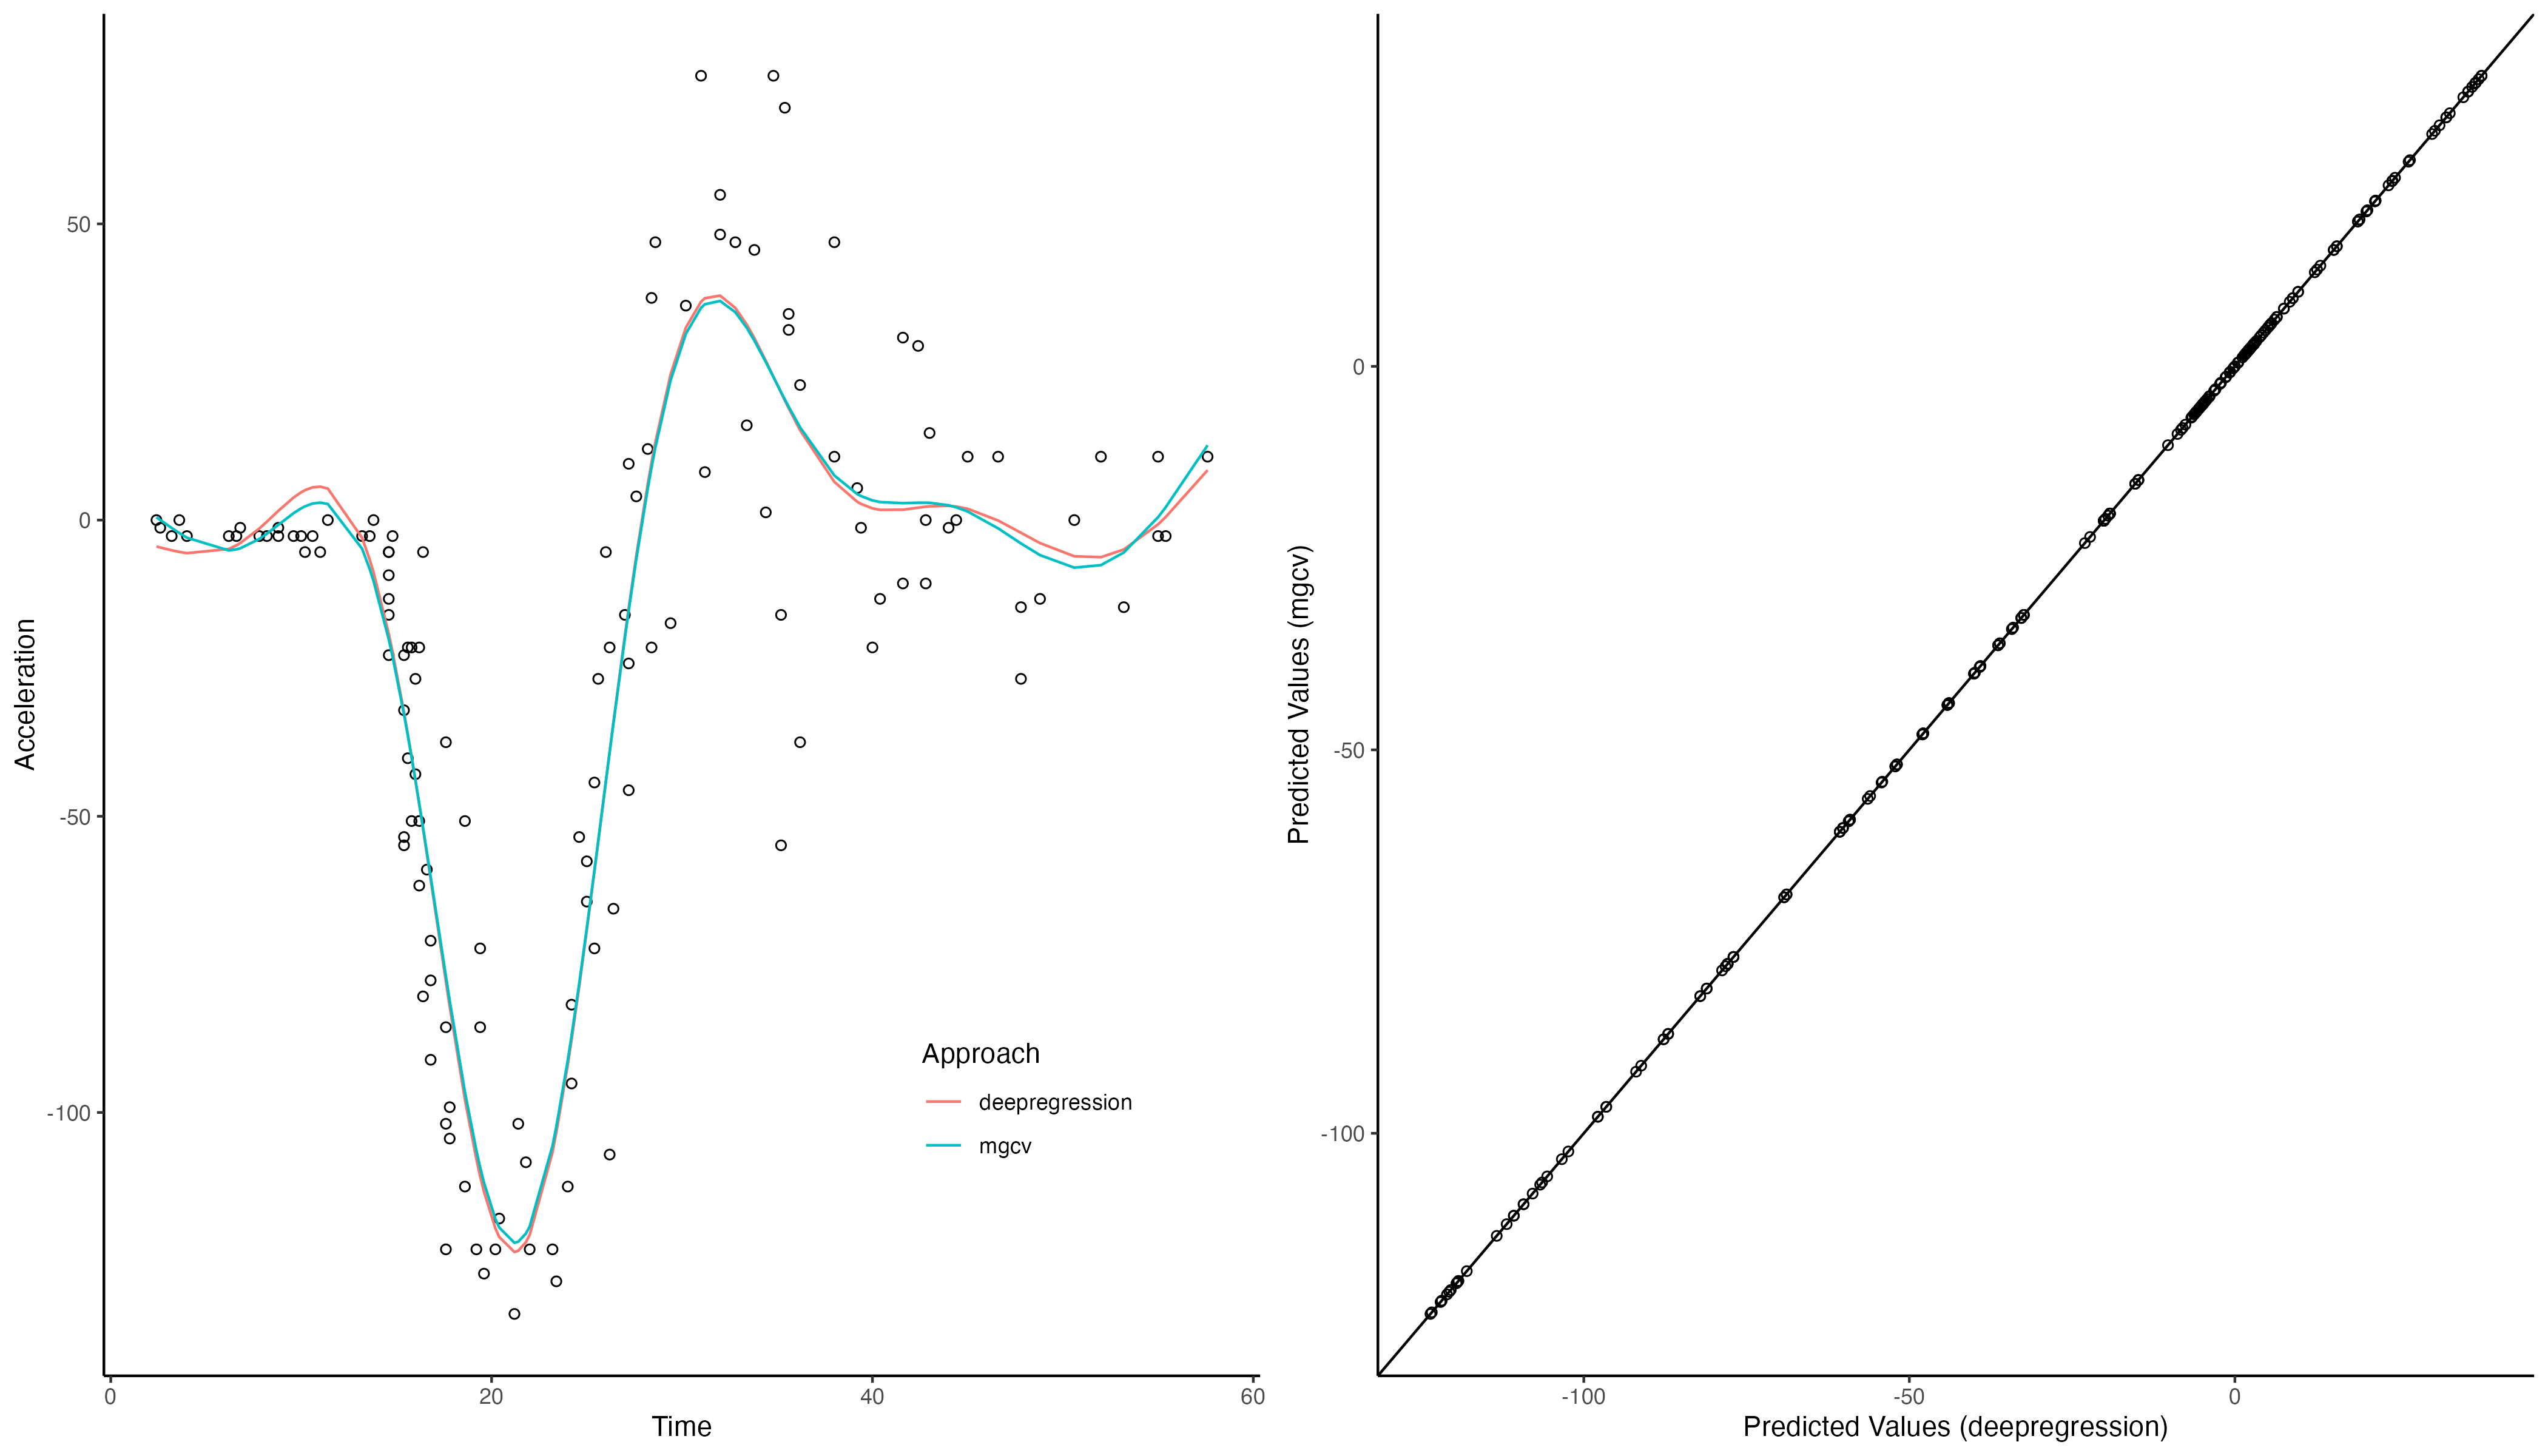 50
0
-50
-100
Acceleration
0
20
40
60
Time
Approach
deepregression
mgcv
0
-50
-100
Predicted Values (mgcv)
-100
-50
0
Predicted Values (deepregression)